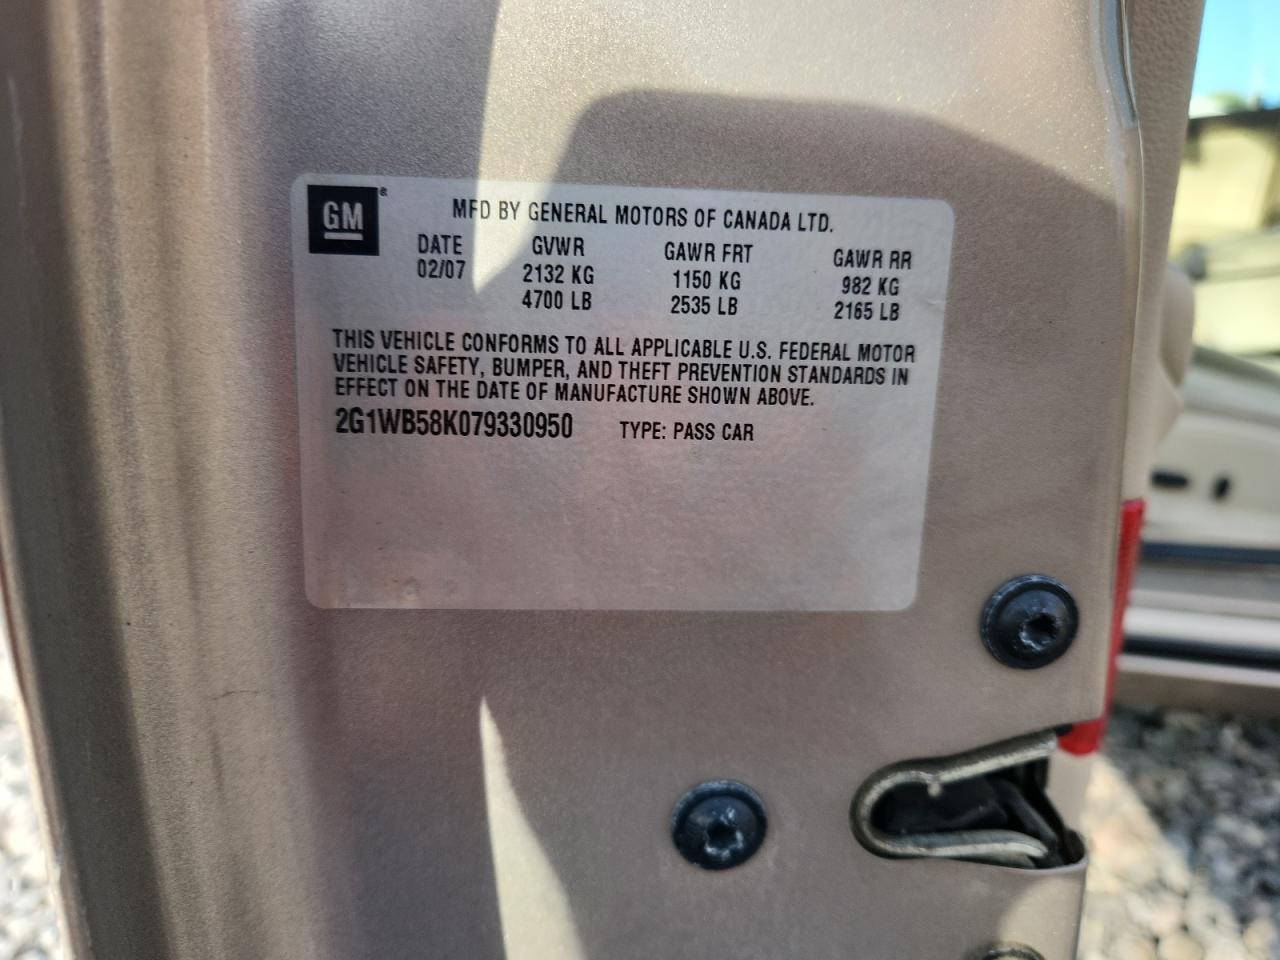 GM®
MFD BY GENERAL MOTORS OF CANADA LTD.
DATE GVWR GAWR FRT GAWR RR
02/07 2132 KG 1150 KG 982 KG
4700 LB 2535 LB 2165 LB
THIS VEHICLE CONFORMS TO ALL APPLICABLE U.S. FEDERAL MOTOR
VEHICLE SAFETY, BUMPER, AND THEFT PREVENTION STANDARDS IN
EFFECT ON THE DATE OF MANUFACTURE SHOWN ABOVE.
2G1WB58K079330950 TYPE: PASS CAR